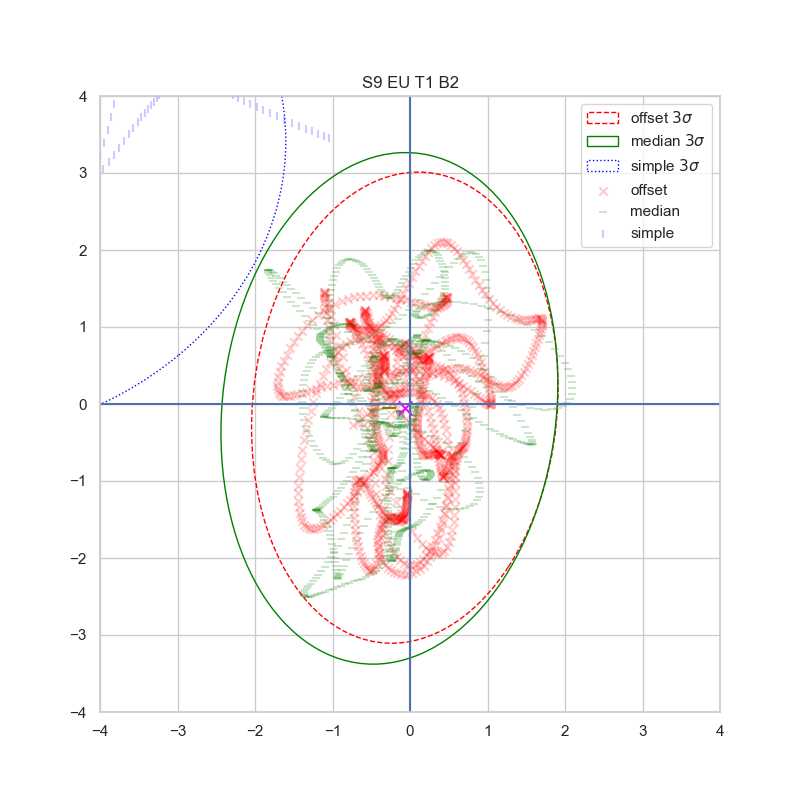 S9 EU T1 B2
offset 3σ
median 3σ
simple 3σ
offset
median
simple
4
3
2
1
0
−1
−2
−3
−4
−4 −3 −2 −1 0 1 2 3 4